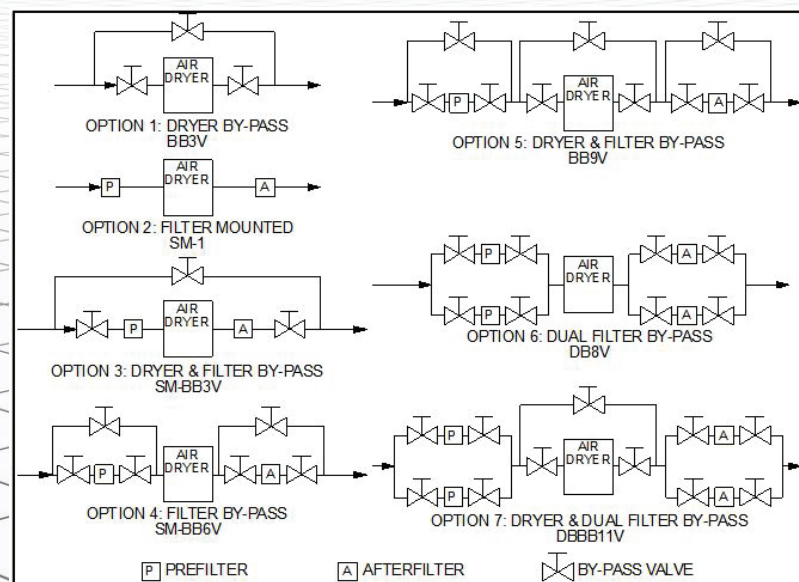 AIR
DRYER
OPTION 1: DRYER BY-PASS
BB3V
P
AIR
DRYER
A
OPTION 2: FILTER MOUNTED
SM-1
P
AIR
DRYER
A
OPTION 3: DRYER & FILTER BY-PASS
SM-BB3V
P
AIR
DRYER
A
OPTION 4: FILTER BY-PASS
SM-BB6V
P
AIR
DRYER
A
OPTION 5: DRYER & FILTER BY-PASS
BB9V
P
P
AIR
DRYER
A
A
OPTION 6: DUAL FILTER BY-PASS
DB8V
P
P
AIR
DRYER
A
A
OPTION 7: DRYER & DUAL FILTER BY-PASS
DBBB11V
P PREFILTER
A AFTERFILTER
BY-PASS VALVE